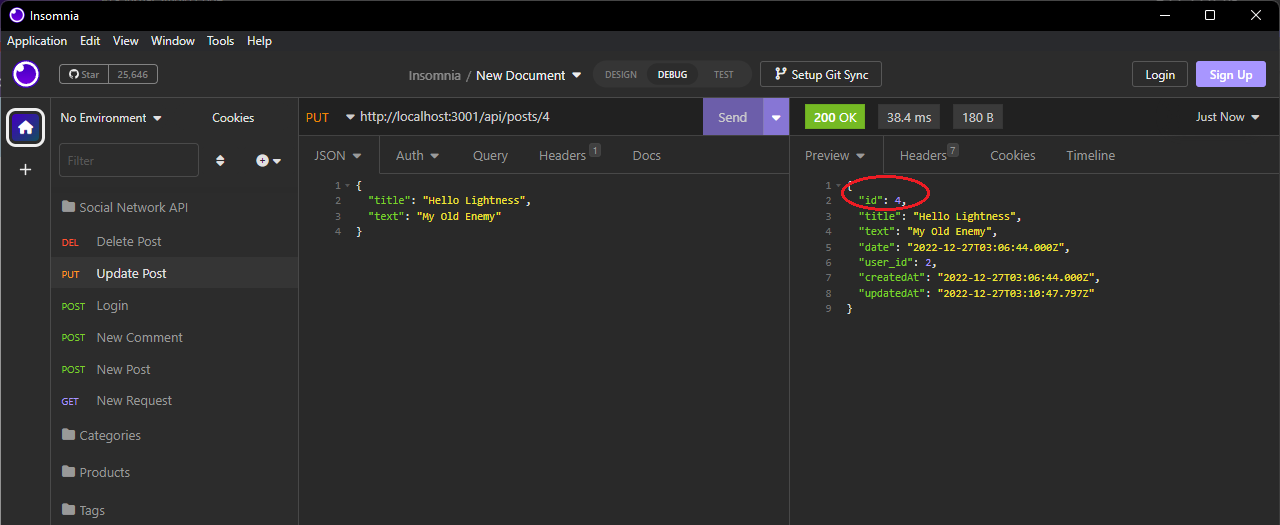 Insomnia
Application Edit View Window Tools Help
Star 25,646 Insomnia / New Document DESIGN DEBUG TEST Setup Git Sync Login Sign Up
No Environment Cookies
PUT http://localhost:3001/api/posts/4 Send
200 OK 38.4 ms 180 B Just Now
Filter
JSON Auth Query Headers 1 Docs
Preview Headers 7 Cookies Timeline
Social Network API
DEL Delete Post
PUT Update Post
POST Login
POST New Comment
POST New Post
GET New Request
Categories
Products
Tags
1 {
2 "title": "Hello Lightness",
3 "text": "My Old Enemy"
4 }
1 {
2 "id": 4,
3 "title": "Hello Lightness",
4 "text": "My Old Enemy",
5 "date": "2022-12-27T03:06:44.000Z",
6 "user_id": 2,
7 "createdAt": "2022-12-27T03:06:44.000Z",
8 "updatedAt": "2022-12-27T03:10:47.797Z"
9 }